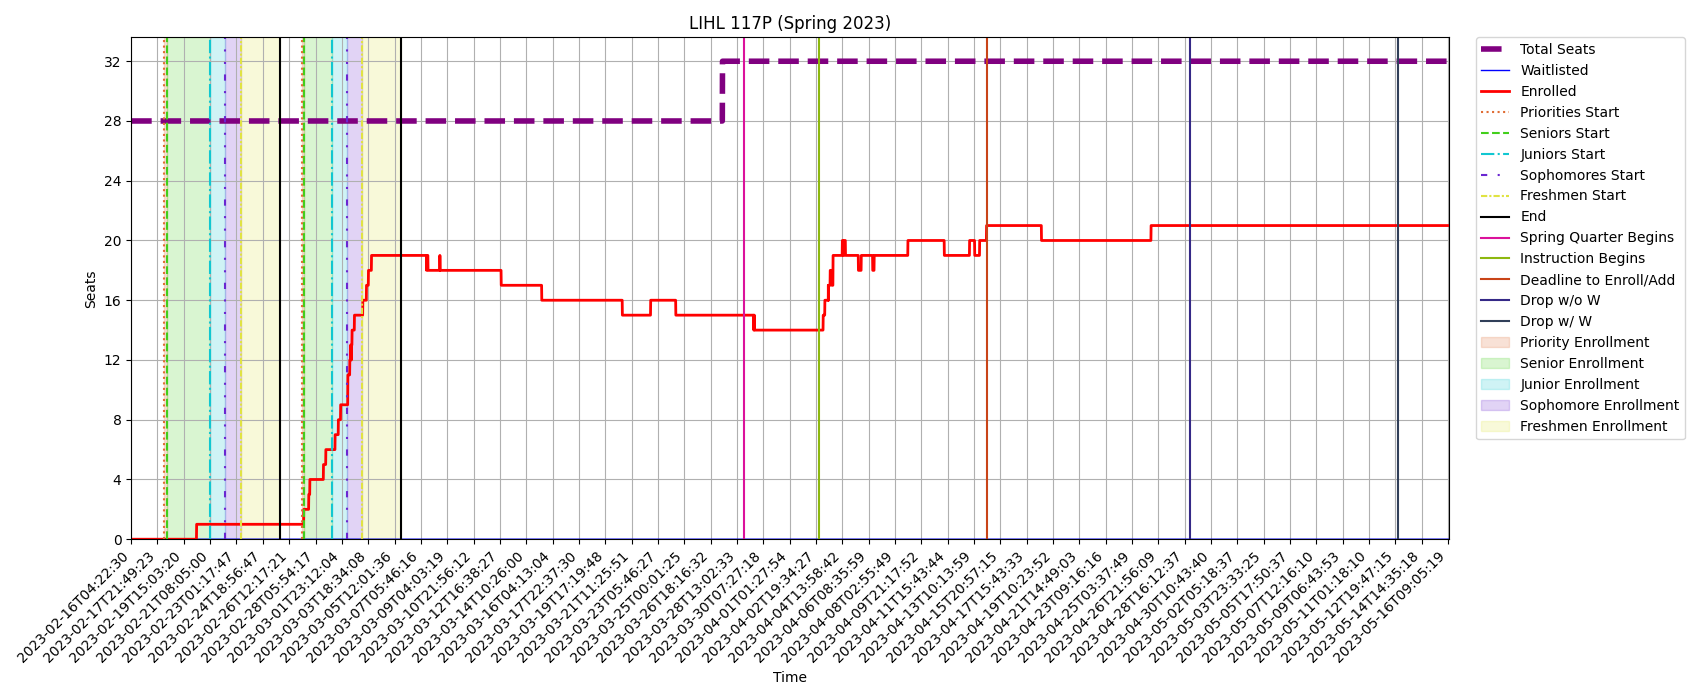 LIHL 117P (Spring 2023)
Seats
32
28
24
20
16
12
8
4
0
2023-02-16T04:22:30
2023-02-17T21:49:23
2023-02-19T15:03:20
2023-02-21T08:05:00
2023-02-23T01:17:47
2023-02-24T18:56:47
2023-02-26T12:17:21
2023-02-28T05:54:17
2023-03-01T23:12:04
2023-03-03T18:34:08
2023-03-05T12:01:36
2023-03-07T05:46:16
2023-03-09T04:03:19
2023-03-10T21:56:12
2023-03-12T16:38:27
2023-03-14T10:26:00
2023-03-16T04:13:04
2023-03-17T22:37:30
2023-03-19T17:19:48
2023-03-21T11:25:51
2023-03-23T05:46:27
2023-03-25T00:01:25
2023-03-26T18:16:32
2023-03-28T13:02:33
2023-03-30T07:27:18
2023-04-01T01:27:54
2023-04-02T19:34:27
2023-04-04T13:58:42
2023-04-06T08:35:59
2023-04-08T02:55:49
2023-04-09T21:17:52
2023-04-11T15:43:44
2023-04-13T10:13:59
2023-04-15T20:57:15
2023-04-17T15:43:33
2023-04-19T10:23:52
2023-04-21T14:49:03
2023-04-23T09:16:16
2023-04-25T03:37:49
2023-04-26T21:56:09
2023-04-28T16:12:37
2023-04-30T10:43:40
2023-05-02T05:18:37
2023-05-03T23:33:25
2023-05-05T17:50:37
2023-05-07T12:16:10
2023-05-09T06:43:53
2023-05-11T01:18:10
2023-05-12T19:47:15
2023-05-14T14:35:18
2023-05-16T09:05:19
Time
Total Seats
Waitlisted
Enrolled
Priorities Start
Seniors Start
Juniors Start
Sophomores Start
Freshmen Start
End
Spring Quarter Begins
Instruction Begins
Deadline to Enroll/Add
Drop w/o W
Drop w/ W
Priority Enrollment
Senior Enrollment
Junior Enrollment
Sophomore Enrollment
Freshmen Enrollment